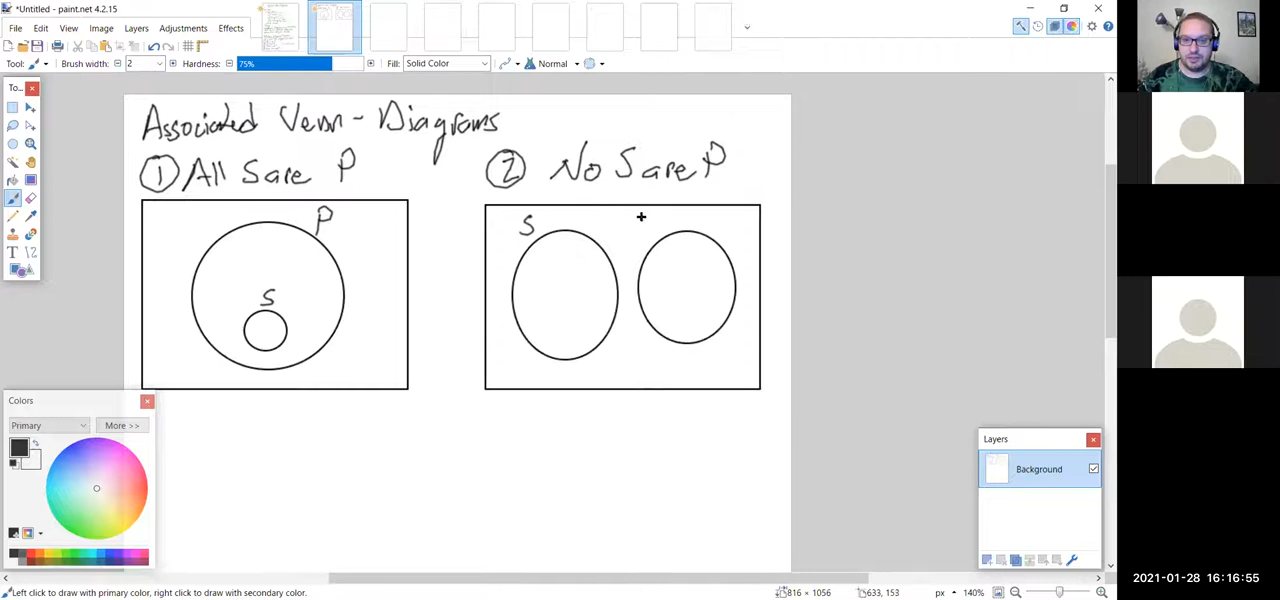 *Untitled - paint.net 4.2.15
File Edit View Image Layers Adjustments Effects
Tool: Brush width: 2 Hardness: 75% Fill: Solid Color Normal
To...
Associated Venn-Diagrams
① All S are P
② No S are P
P
S
S
Colors
Primary More >>
Layers
Background
2021-01-28 16:16:55
Left click to draw with primary color, right click to draw with secondary color.
816 × 1056 633, 153 px 140%